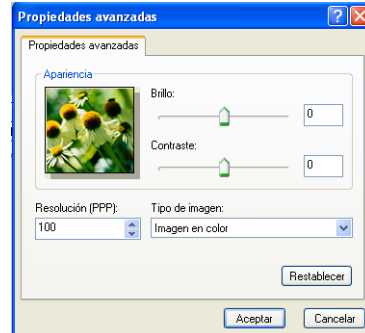 Propiedades avanzadas
Propiedades avanzadas
Apariencia
Brillo:
0
Contraste:
0
Resolución (PPP): Tipo de imagen:
100 Imagen en color
Restablecer
Aceptar Cancelar